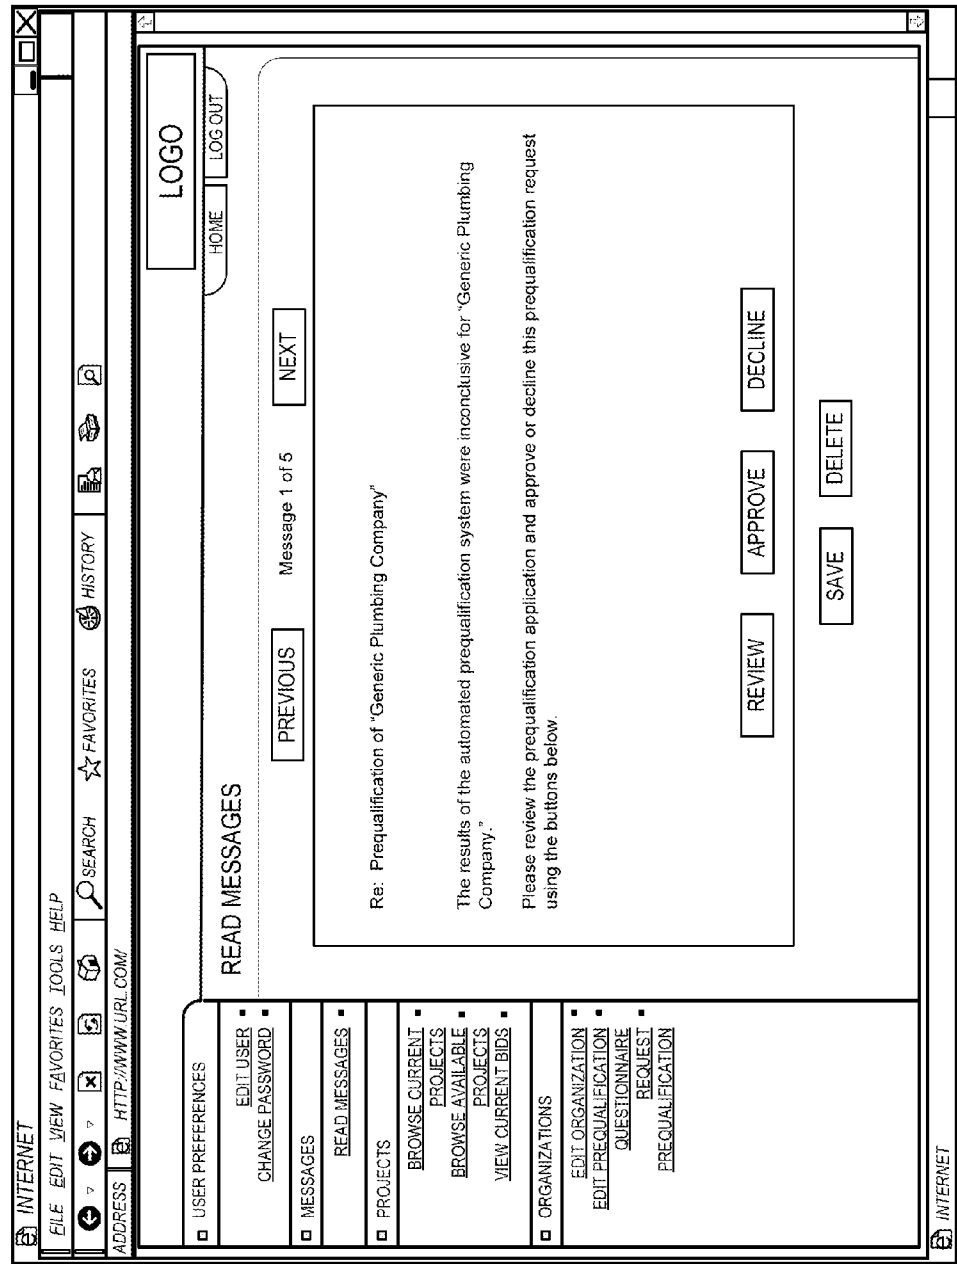 INTERNET
FILE EDIT VIEW FAVORITES TOOLS HELP
SEARCH FAVORITES HISTORY
ADDRESS HTTP://WWW.URL.COM/
LOGO
HOME LOG OUT
USER PREFERENCES
EDIT USER
CHANGE PASSWORD
MESSAGES
READ MESSAGES
PROJECTS
BROWSE CURRENT
PROJECTS
BROWSE AVAILABLE
PROJECTS
VIEW CURRENT BIDS
ORGANIZATIONS
EDIT ORGANIZATION
EDIT PREQUALIFICATION
QUESTIONNAIRE
REQUEST
PREQUALIFICATION
READ MESSAGES
PREVIOUS Message 1 of 5 NEXT
Re: Prequalification of “Generic Plumbing Company”
The results of the automated prequalification system were inconclusive for “Generic Plumbing
Company.”
Please review the prequalification application and approve or decline this prequalification request
using the buttons below.
REVIEW APPROVE DECLINE
SAVE DELETE
INTERNET